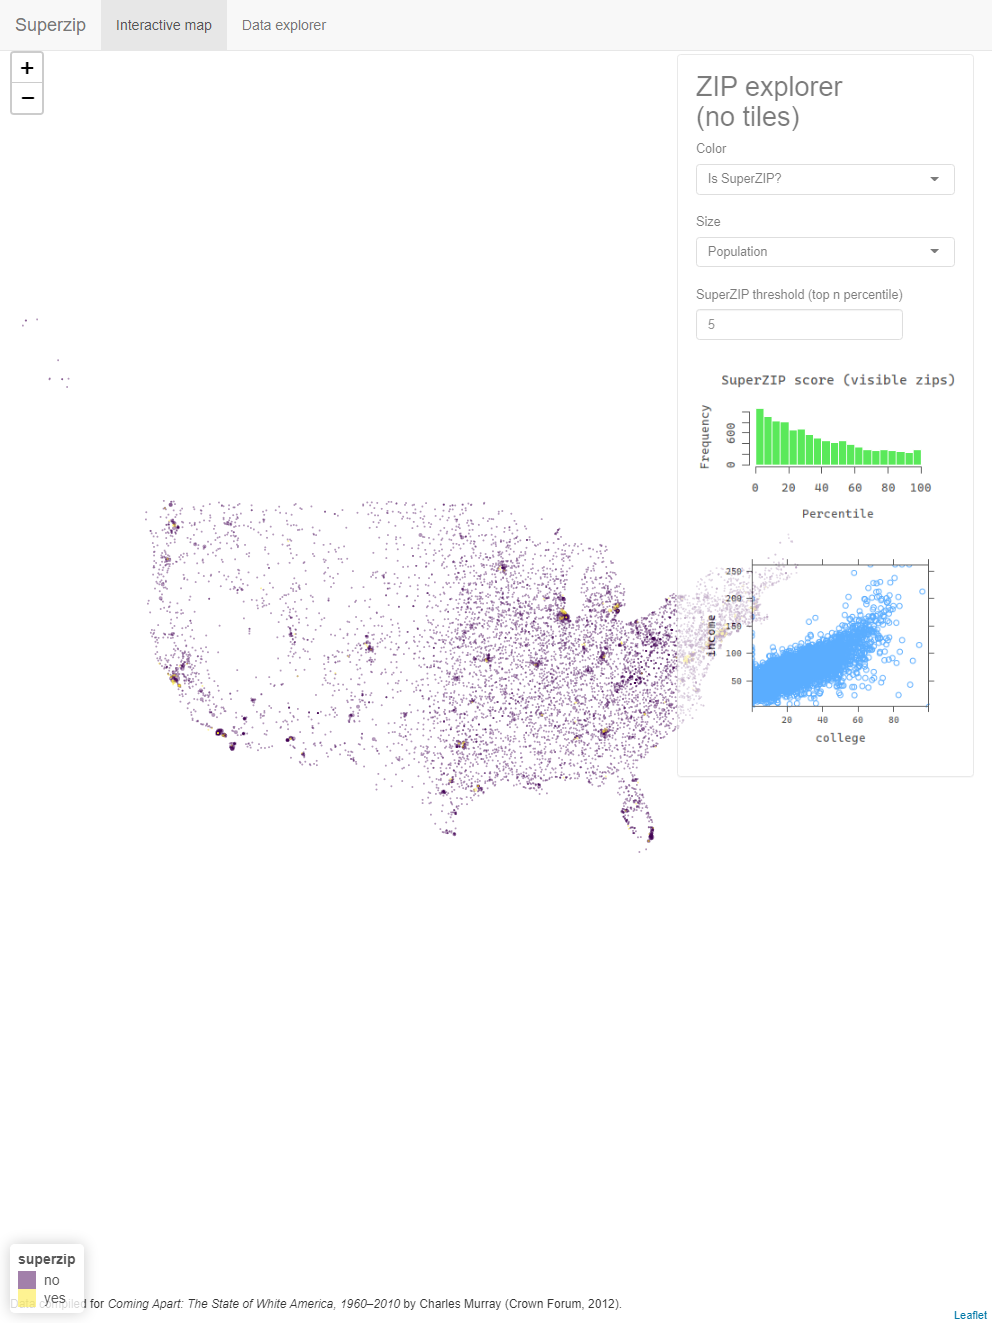 Superzip
Interactive map
Data explorer
+
−
ZIP explorer
(no tiles)
Color
Is SuperZIP?
Size
Population
SuperZIP threshold (top n percentile)
5
SuperZIP score (visible zips)
Frequency
0 600
0 20 40 60 80 100
Percentile
250
200
150
100
50
income
20 40 60 80
college
superzip
no
yes
Data compiled for Coming Apart: The State of White America, 1960–2010 by Charles Murray (Crown Forum, 2012).
Leaflet